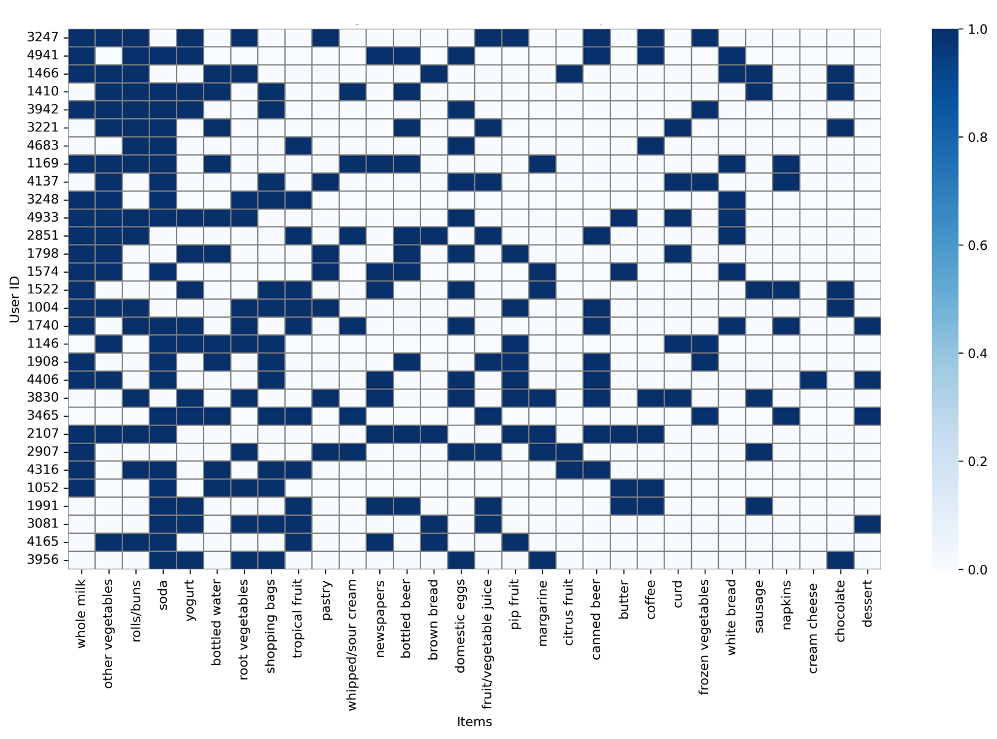 3247
4941
1466
1410
3942
3221
4683
1169
4137
3248
4933
2851
1798
1574
1522
1004
1740
1146
1908
4406
3830
3465
2107
2907
4316
1052
1991
3081
4165
3956
User ID
whole milk
other vegetables
rolls/buns
soda
yogurt
bottled water
root vegetables
shopping bags
tropical fruit
pastry
whipped/sour cream
newspapers
bottled beer
brown bread
domestic eggs
fruit/vegetable juice
pip fruit
margarine
citrus fruit
canned beer
butter
coffee
curd
frozen vegetables
white bread
sausage
napkins
cream cheese
chocolate
dessert
Items
1.0
0.8
0.6
0.4
0.2
0.0